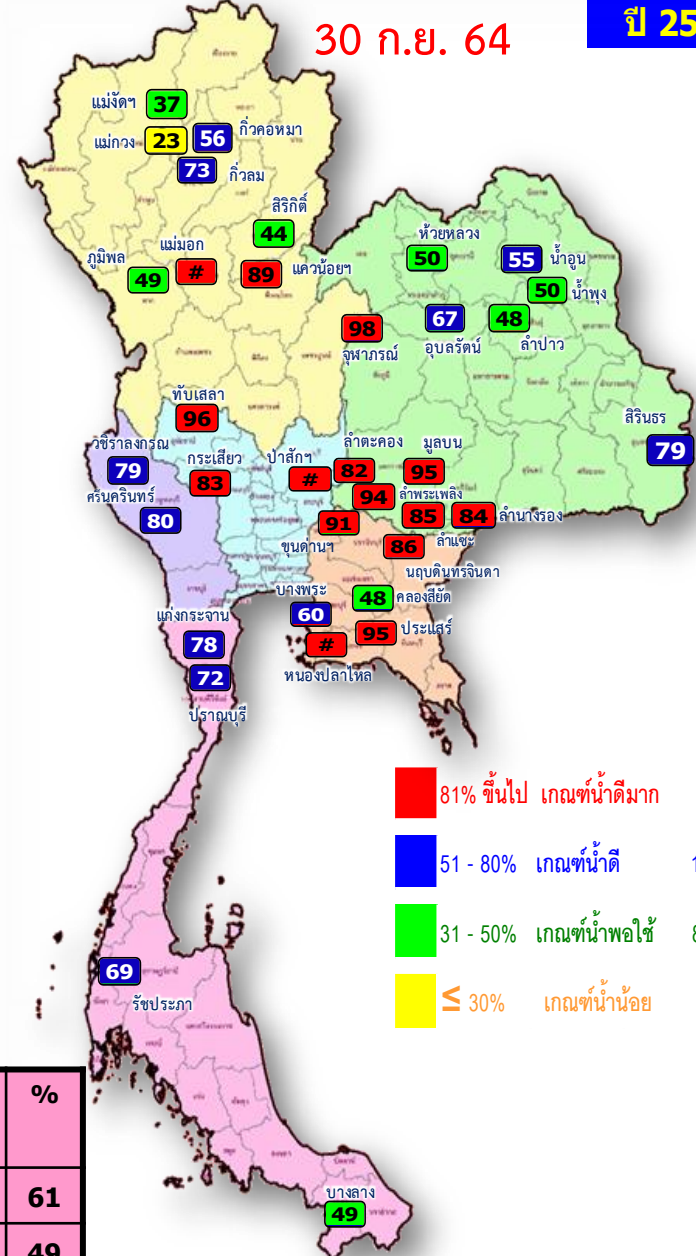 30 ก.ย. 64
ปี 25
แม่งัดฯ 37
แม่กวง 23
56 กิ่วคอหมา
73 กิ่วลม
สิริกิติ์
44
ภูมิพล
49
แม่มอก
#
89 แควน้อยฯ
ห้วยหลวง
50
55 น้ำอูน
50 น้ำพุง
67
อุบลรัตน์
48
ลำปาว
98
จุฬาภรณ์
สิรินธร
79
ทับเสลา
96
วชิราลงกรณ
79
กระเสียว
83
ป่าสักฯ
#
ลำตะคอง
82
มูลบน
95
94 ลำพระเพลิง
ศรีนครินทร์
80
91
ขุนด่านฯ
85
ลำแชะ
84 ลำนางรอง
86
นฤบดินทรจินดา
บางพระ
60
48 คลองสียัด
95 ประแสร์
#
หนองปลาไหล
แก่งกระจาน
78
72
ปราณบุรี
81% ขึ้นไป เกณฑ์น้ำดีมาก
51 - 80% เกณฑ์น้ำดี 1
31 - 50% เกณฑ์น้ำพอใช้ 8
≤ 30% เกณฑ์น้ำน้อย
69
รัชประภา
%
61
49
บางลาง
49